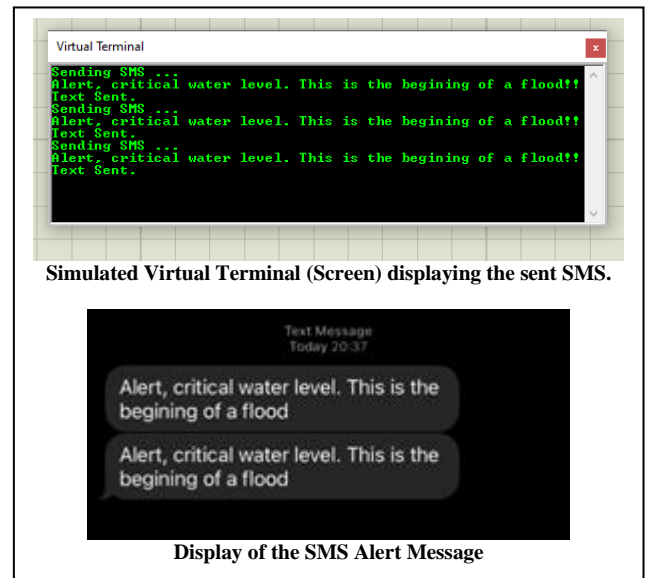 Virtual Terminal
x
Sending SMS ...
Alert, critical water level. This is the begining of a flood!!
Text Sent.
Sending SMS ...
Alert, critical water level. This is the begining of a flood!!
Text Sent.
Sending SMS ...
Alert, critical water level. This is the begining of a flood!!
Text Sent.
Simulated Virtual Terminal (Screen) displaying the sent SMS.
Text Message
Today 20:37
Alert, critical water level. This is the
begining of a flood
Alert, critical water level. This is the
begining of a flood
Display of the SMS Alert Message